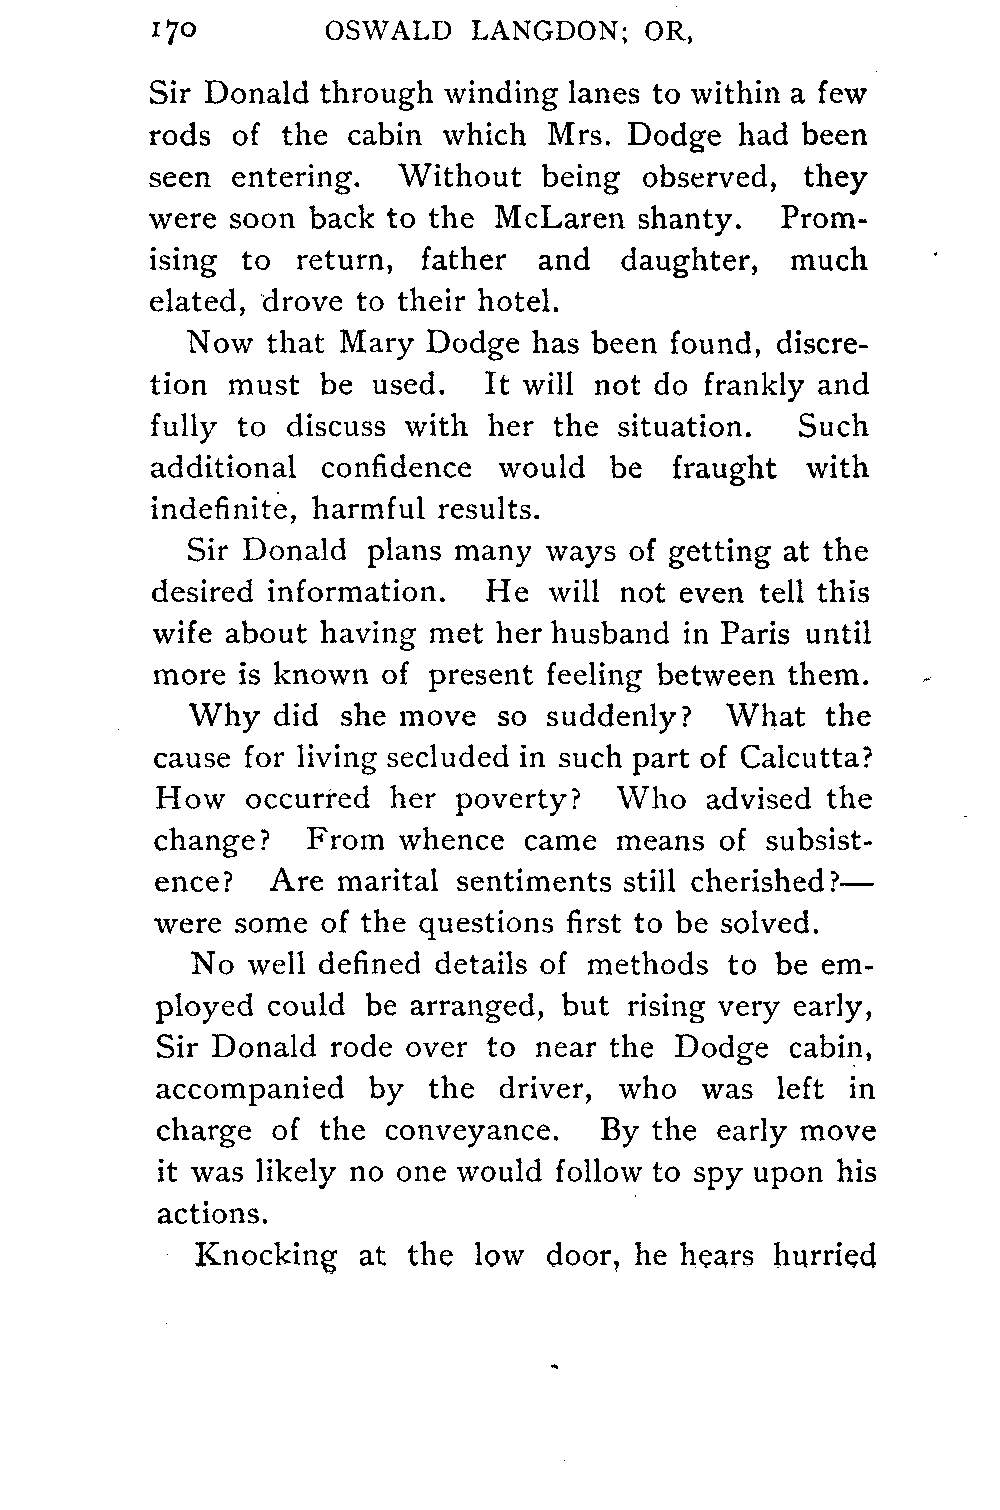 170 OSWALD LANGDON; OR,
Sir Donald through winding lanes to within a few
rods of the cabin which Mrs. Dodge had been
seen entering. Without being observed, they
were soon back to the McLaren shanty. Prom-
ising to return, father and daughter, much
elated, drove to their hotel.
Now that Mary Dodge has been found, discre-
tion must be used. It will not do frankly and
fully to discuss with her the situation. Such
additional confidence would be fraught with
indefinite, harmful results.
Sir Donald plans many ways of getting at the
desired information. He will not even tell this
wife about having met her husband in Paris until
more is known of present feeling between them.
Why did she move so suddenly? What the
cause for living secluded in such part of Calcutta?
How occurred her poverty? Who advised the
change? From whence came means of subsist-
ence? Are marital sentiments still cherished?—
were some of the questions first to be solved.
No well defined details of methods to be em-
ployed could be arranged, but rising very early,
Sir Donald rode over to near the Dodge cabin,
accompanied by the driver, who was left in
charge of the conveyance. By the early move
it was likely no one would follow to spy upon his
actions.
Knocking at the low door, he hears hurried